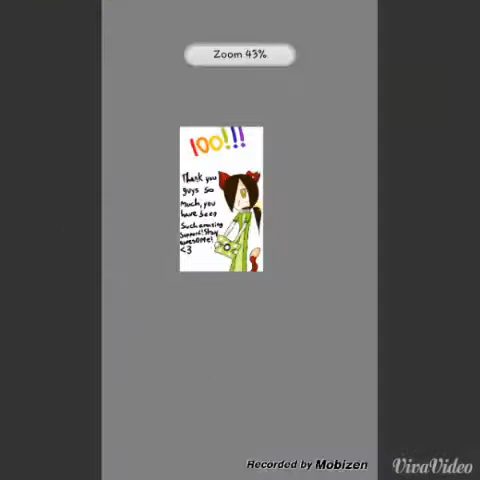 Zoom 43%
100!!!
Thank you
guys so
much, you
have been
such amazing
support! Stay
awesome!
<3
Recorded by Mobizen
VivaVideo